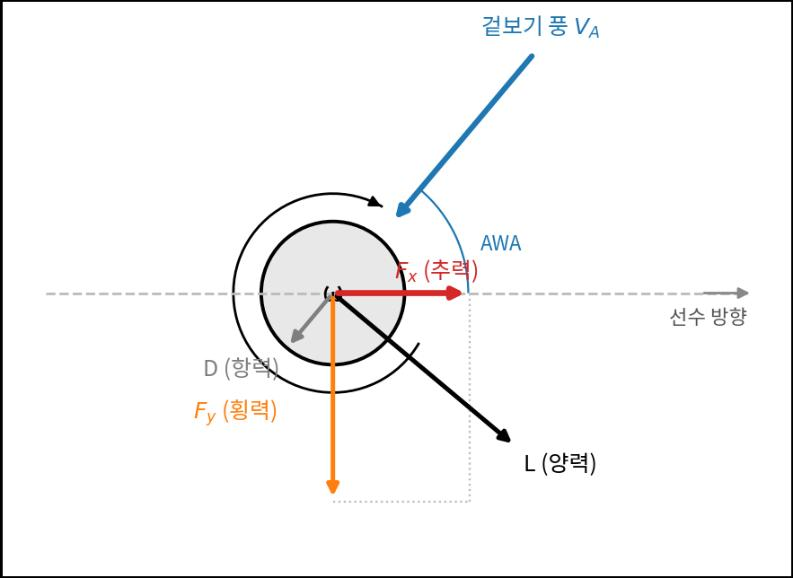 겉보기 풍 V_A
AWA
F_x (추력)
선수 방향
D (항력)
F_y (횡력)
L (양력)